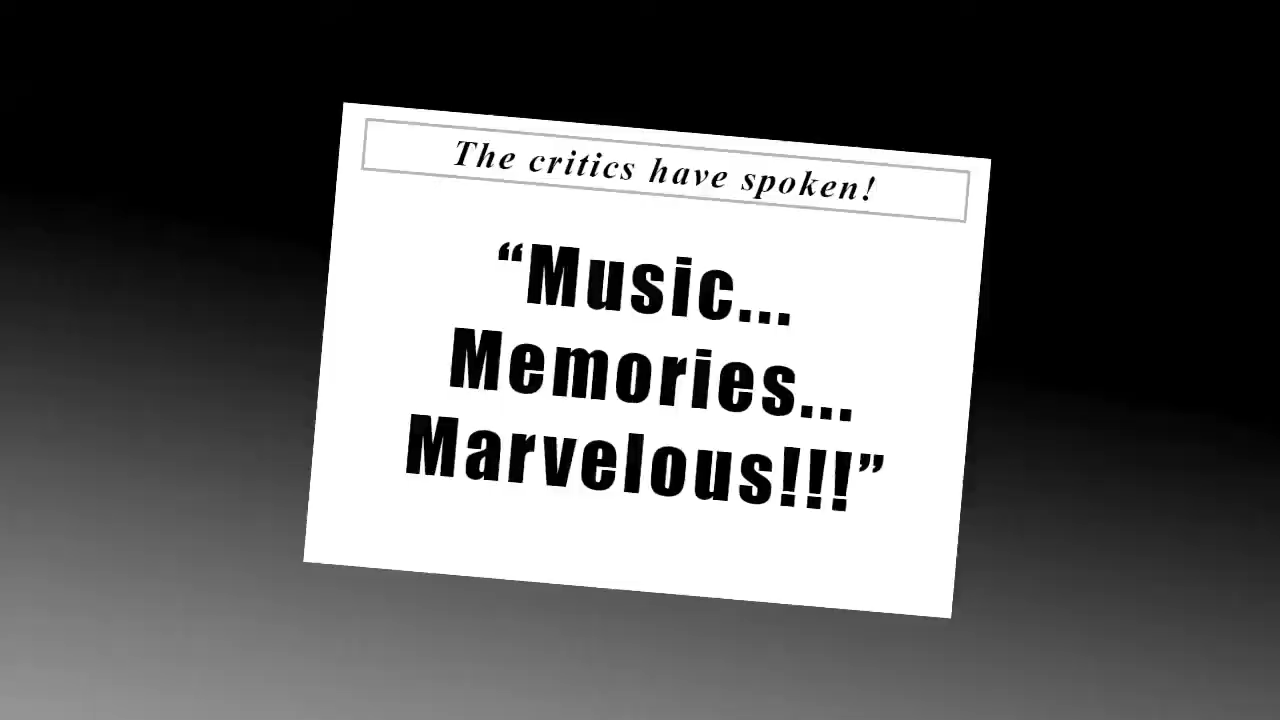 The critics have spoken!
“Music...
Memories...
Marvelous!!!”